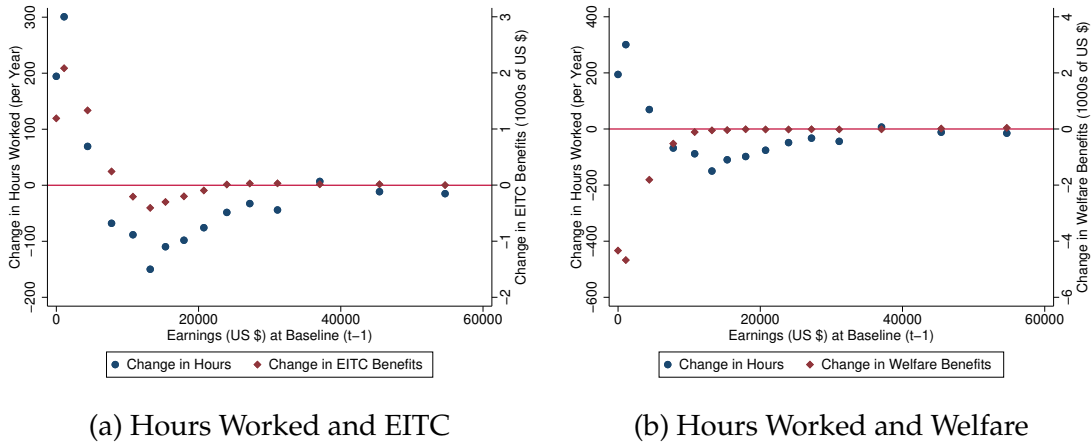 Change in Hours Worked (per Year)
300
200
100
0
−100
−200
3
2
1
0
−1
−2
Change in EITC Benefits (1000s of US $)
0
20000
40000
60000
Earnings (US $) at Baseline (t−1)
Change in Hours
Change in EITC Benefits
(a) Hours Worked and EITC
Change in Hours Worked (per Year)
400
200
0
−200
−400
−600
4
2
0
−2
−4
−6
Change in Welfare Benefits (1000s of US $)
0
20000
40000
60000
Earnings (US $) at Baseline (t−1)
Change in Hours
Change in Welfare Benefits
(b) Hours Worked and Welfare